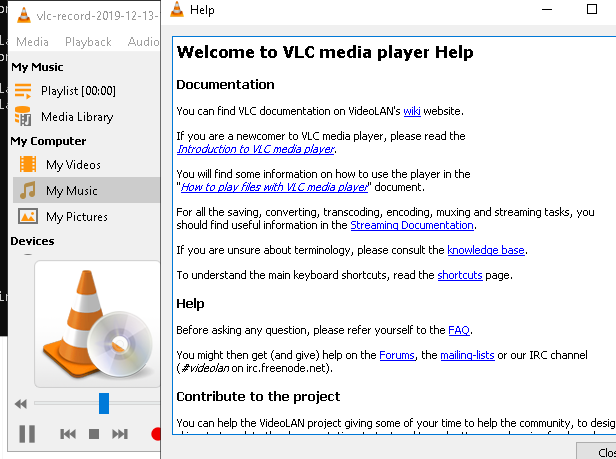 vlc-record-2019-12-13-
Media Playback Audio
My Music
Playlist [00:00]
Media Library
My Computer
My Videos
My Music
My Pictures
Devices
Help
Welcome to VLC media player Help
Documentation
You can find VLC documentation on VideoLAN's wiki website.
If you are a newcomer to VLC media player, please read the
Introduction to VLC media player.
You will find some information on how to use the player in the
"How to play files with VLC media player" document.
For all the saving, converting, transcoding, encoding, muxing and streaming tasks, you
should find useful information in the Streaming Documentation.
If you are unsure about terminology, please consult the knowledge base.
To understand the main keyboard shortcuts, read the shortcuts page.
Help
Before asking any question, please refer yourself to the FAQ.
You might then get (and give) help on the Forums, the mailing-lists or our IRC channel
(#videolan on irc.freenode.net).
Contribute to the project
You can help the VideoLAN project giving some of your time to help the community, to desig
Clos